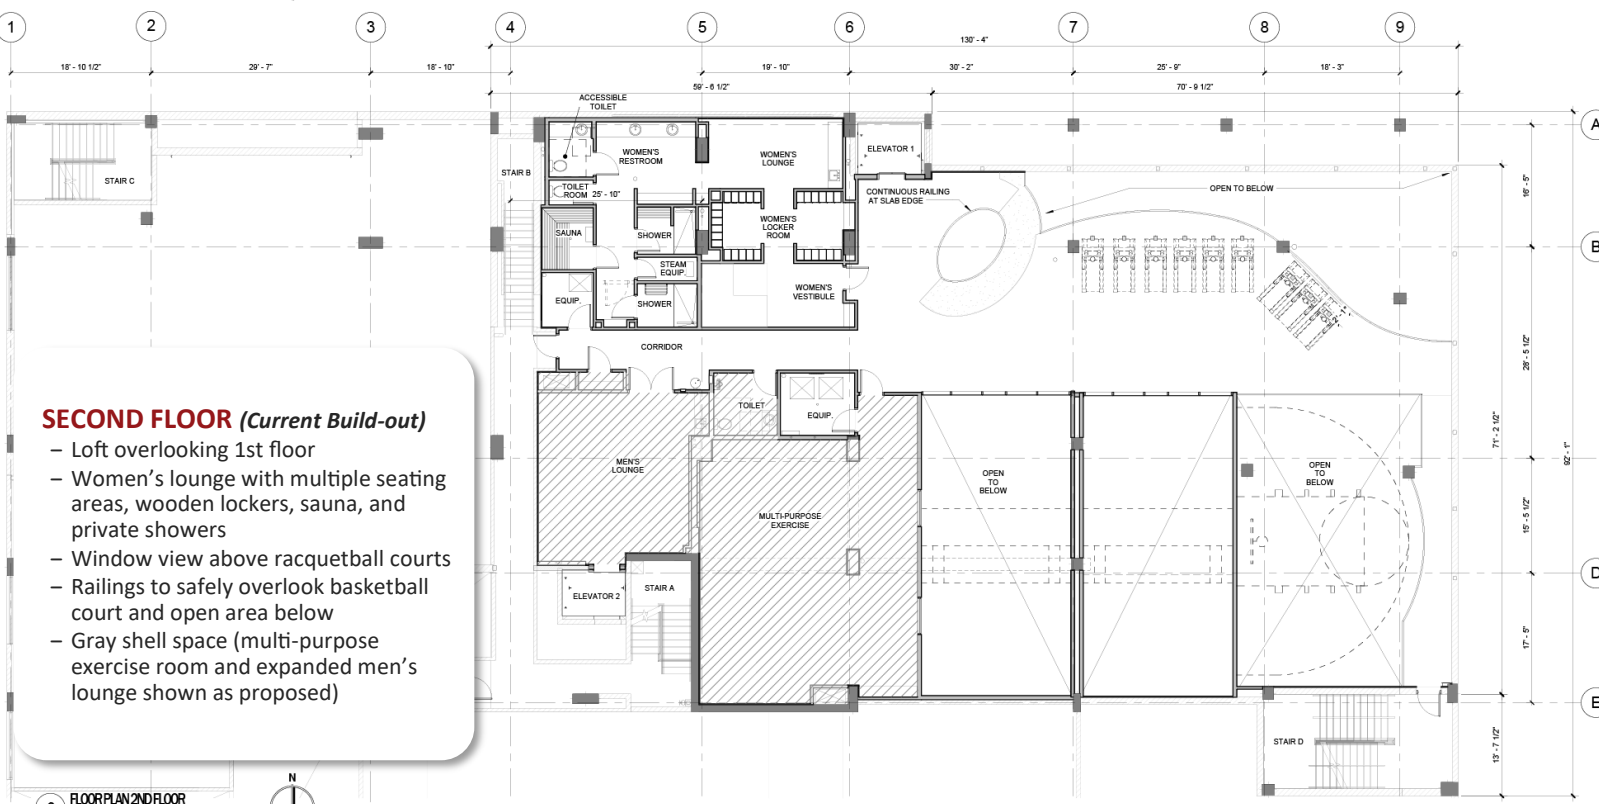 1 2 3 4 5 6 7 8 9
130' - 4"
18' - 10 1/2" 29' - 7" 18' - 10" 19' - 10" 30' - 2" 25' - 9" 18' - 3"
59' - 6 1/2" 70' - 9 1/2"
ACCESSIBLE
TOILET
A
STAIR C
STAIR B
WOMEN'S
RESTROOM
WOMEN'S
LOUNGE
ELEVATOR 1
TOILET
ROOM
25' - 10"
CONTINUOUS RAILING
AT SLAB EDGE
OPEN TO BELOW
16' - 5"
SAUNA
SHOWER
WOMEN'S
LOCKER
ROOM
B
STEAM
EQUIP.
EQUIP.
SHOWER
WOMEN'S
VESTIBULE
CORRIDOR
28' - 5 1/2"
SECOND FLOOR (Current Build-out)
– Loft overlooking 1st floor
– Women's lounge with multiple seating
areas, wooden lockers, sauna, and
private showers
– Window view above racquetball courts
– Railings to safely overlook basketball
court and open area below
– Gray shell space (multi-purpose
exercise room and expanded men's
lounge shown as proposed)
TOILET
EQUIP.
MEN'S
LOUNGE
OPEN
TO
BELOW
OPEN
TO
BELOW
71' - 2 1/2"
92' - 1"
MULTI-PURPOSE
EXERCISE
15' - 5 1/2"
D
ELEVATOR 2
STAIR A
17' - 5"
E
STAIR D
13' - 7 1/2"
N
FLOOR PLAN 2ND FLOOR